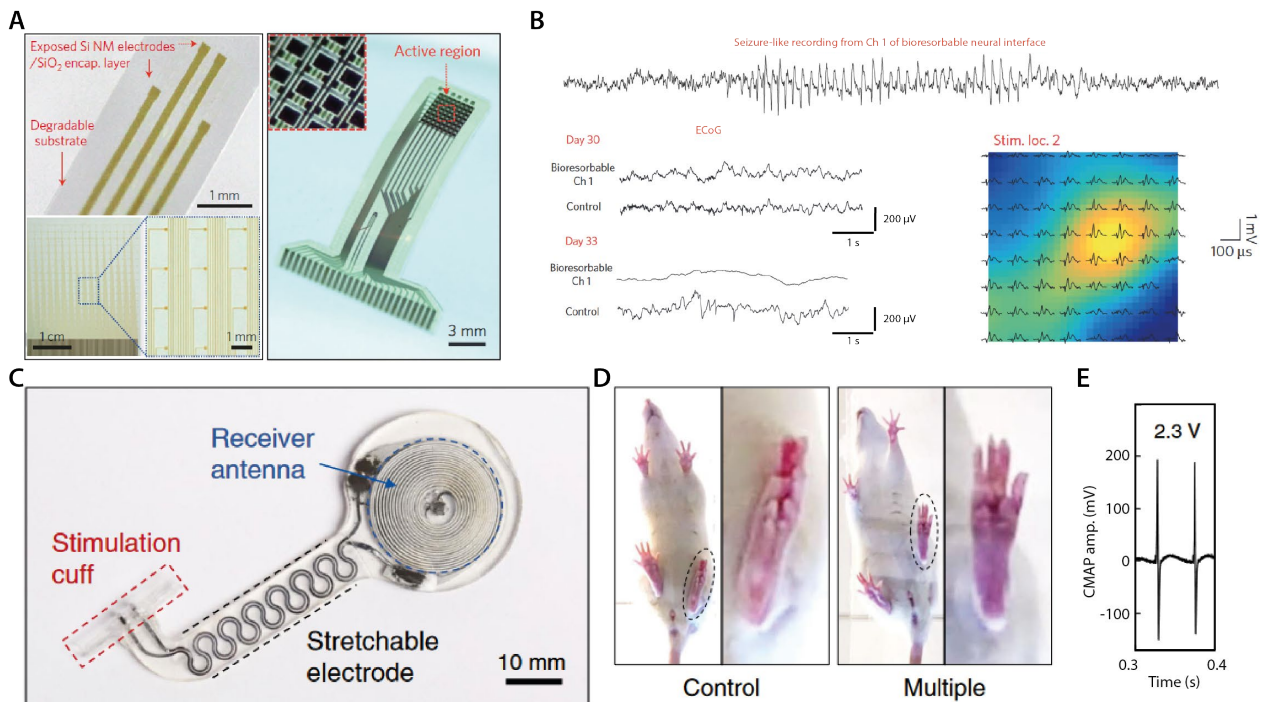 A
Exposed Si NM electrodes
/SiO₂ encap. layer
Degradable
substrate
1 mm
1 cm
1 mm
Active region
3 mm
B
Seizure-like recording from Ch 1 of bioresorbable neural interface
Day 30
ECoG
Bioresorbable
Ch 1
Control
200 µV
1 s
Day 33
Bioresorbable
Ch 1
Control
200 µV
1 s
Stim. loc. 2
1 mV
100 µs
C
Receiver
antenna
Stimulation
cuff
Stretchable
electrode
10 mm
D
Control
Multiple
E
2.3 V
CMAP amp. (mV)
200
100
0
-100
0.3
0.4
Time (s)